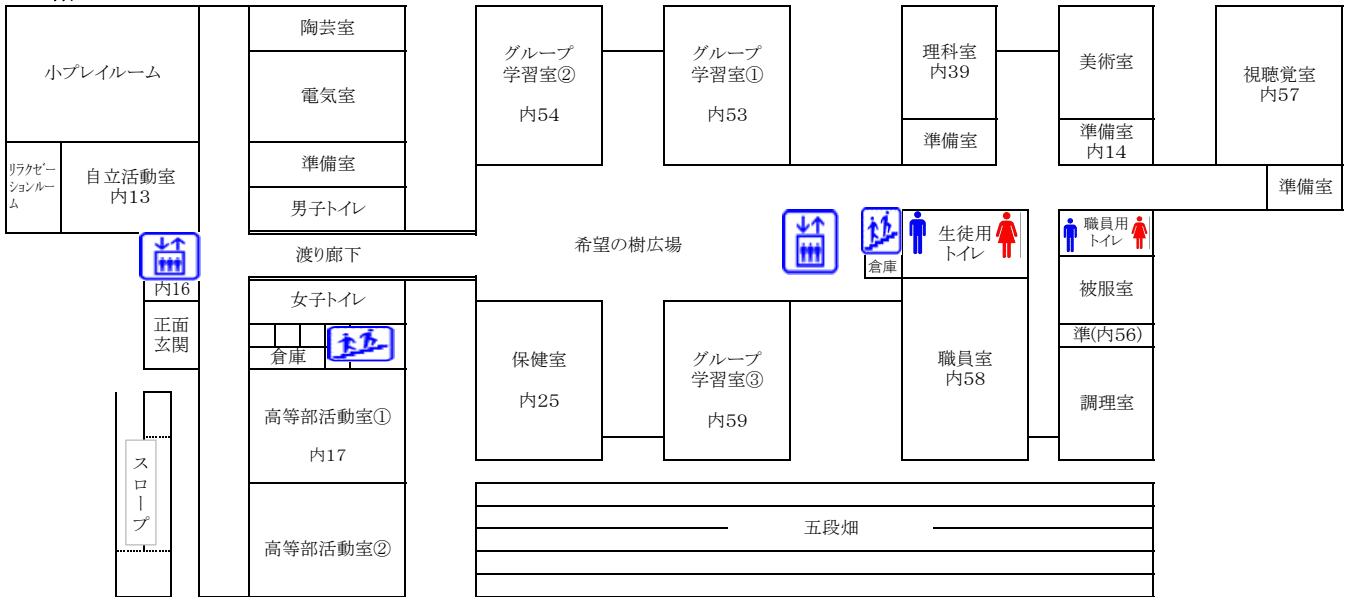 小プレイルーム
リラクゼー
ションルー
ム
自立活動室
内13
内16
正面
玄関
スロープ
陶芸室
電気室
準備室
男子トイレ
渡り廊下
女子トイレ
倉庫
高等部活動室①
内17
高等部活動室②
グループ
学習室②
内54
グループ
学習室①
内53
希望の樹広場
保健室
内25
グループ
学習室③
内59
理科室
内39
準備室
生徒用
トイレ
倉庫
職員室
内58
美術室
準備室
内14
職員用
トイレ
被服室
準(内56)
調理室
視聴覚室
内57
準備室
五段畑